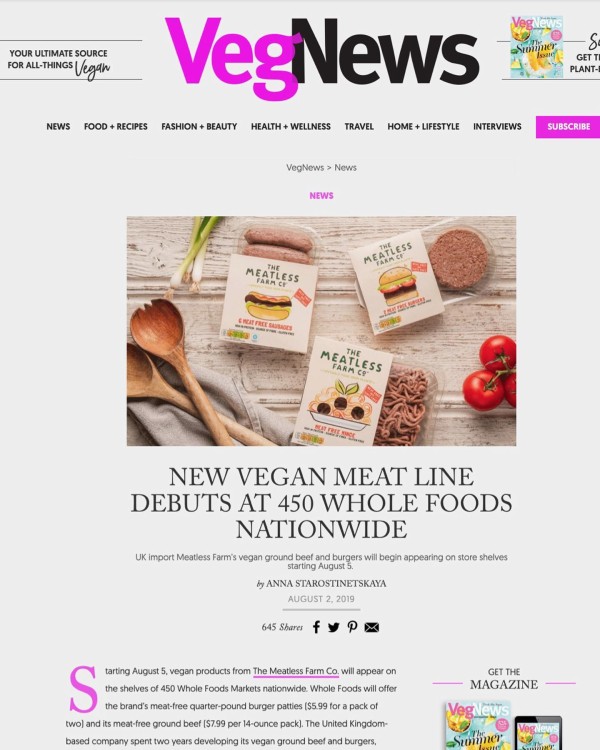 YOUR ULTIMATE SOURCE
FOR ALL-THINGS Vegan
VegNews
VegNews
The
Summer
Issue!
GET TH
PLANT-F
NEWS FOOD + RECIPES FASHION + BEAUTY HEALTH + WELLNESS TRAVEL HOME + LIFESTYLE INTERVIEWS SUBSCRIBE
VegNews > News
NEWS
THE
MEATLESS
FARM CO
6 MEAT FREE SAUSAGES
THE
MEATLESS
FARM CO
MEAT FREE BURGERS
THE
MEATLESS
FARM CO
MEAT FREE MINCE
NEW VEGAN MEAT LINE
DEBUTS AT 450 WHOLE FOODS
NATIONWIDE
UK import Meatless Farm's vegan ground beef and burgers will begin appearing on store shelves
starting August 5.
by ANNA STAROSTINETSKAYA
AUGUST 2, 2019
645 Shares
Starting August 5, vegan products from The Meatless Farm Co. will appear on
the shelves of 450 Whole Foods Markets nationwide. Whole Foods will offer
the brand's meat-free quarter-pound burger patties ($5.99 for a pack of
two) and its meat-free ground beef ($7.99 per 14-ounce pack). The United Kingdom-
based company spent two years developing its vegan ground beef and burgers,
GET THE
MAGAZINE
VegNews
The
Summer
VegNews